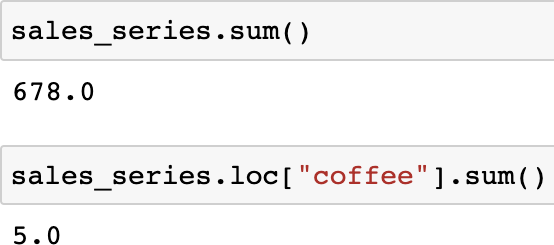 sales_series.sum()
678.0
sales_series.loc["coffee"].sum()
5.0